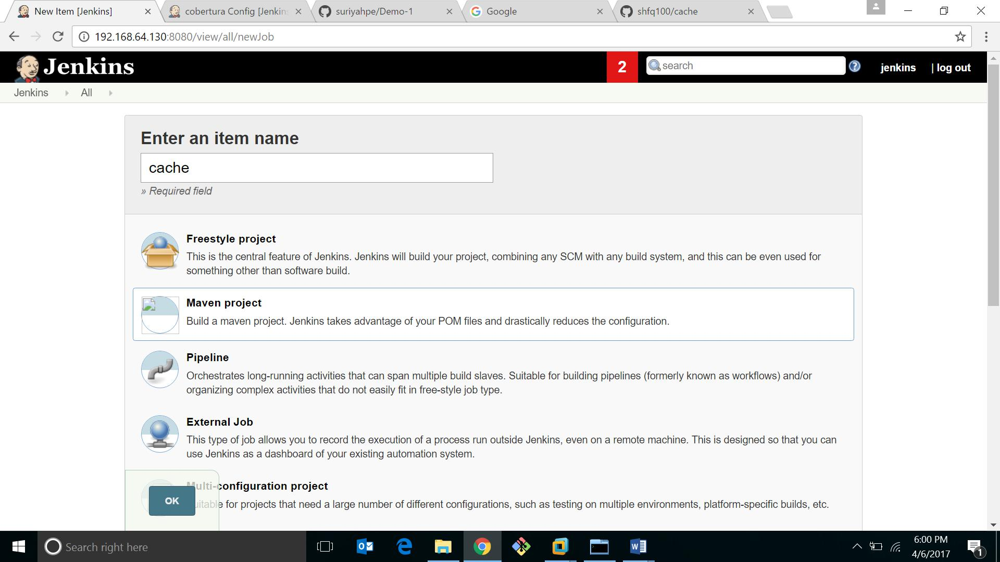 New Item [Jenkins]
cobertura Config [Jenkins
suriyahpe/Demo-1
Google
shfq100/cache
192.168.64.130:8080/view/all/newJob
Jenkins
2
search
jenkins
| log out
Jenkins
All
Enter an item name
cache
» Required field
Freestyle project
This is the central feature of Jenkins. Jenkins will build your project, combining any SCM with any build system, and this can be even used for
something other than software build.
Maven project
Build a maven project. Jenkins takes advantage of your POM files and drastically reduces the configuration.
Pipeline
Orchestrates long-running activities that can span multiple build slaves. Suitable for building pipelines (formerly known as workflows) and/or
organizing complex activities that do not easily fit in free-style job type.
External Job
This type of job allows you to record the execution of a process run outside Jenkins, even on a remote machine. This is designed so that you can
use Jenkins as a dashboard of your existing automation system.
Multi-configuration project
OK
Suitable for projects that need a large number of different configurations, such as testing on multiple environments, platform-specific builds, etc.
Search right here
6:00 PM
4/6/2017
1